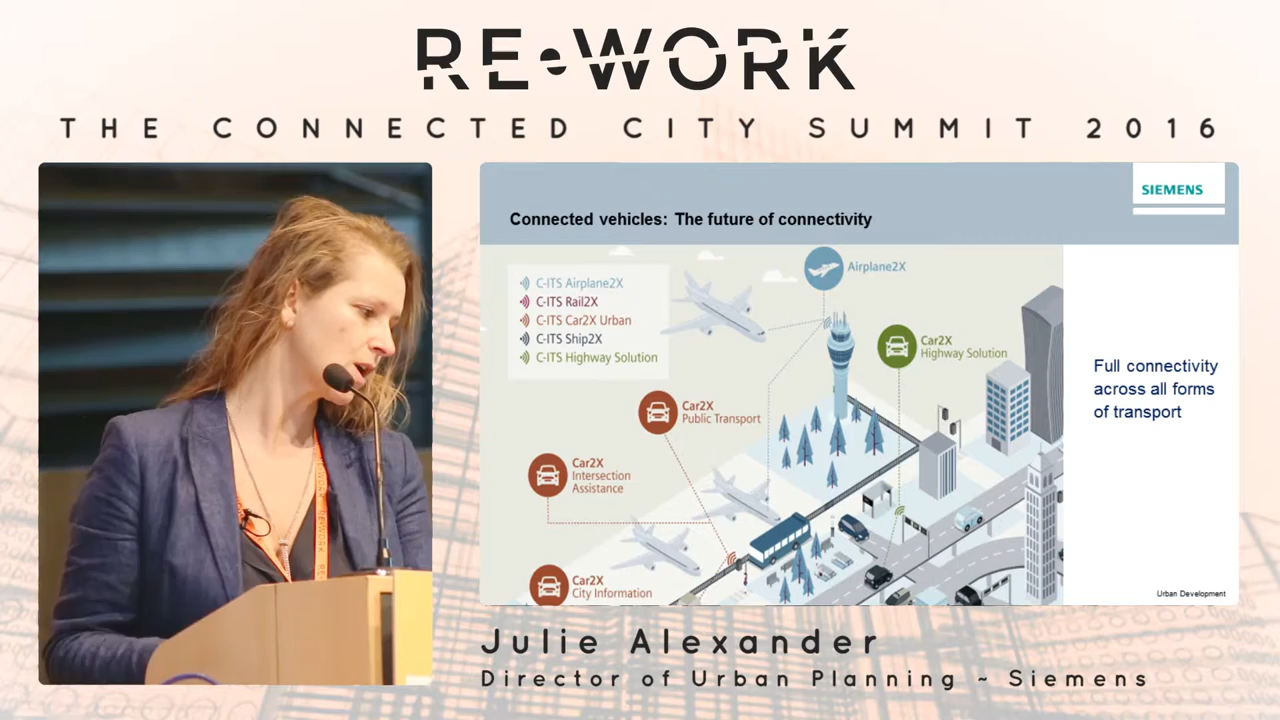 RE•WORK
THE CONNECTED CITY SUMMIT 2016
SIEMENS
Connected vehicles: The future of connectivity
C-ITS Airplane2X
C-ITS Rail2X
C-ITS Car2X Urban
C-ITS Ship2X
C-ITS Highway Solution
Airplane2X
Car2X
Highway Solution
Car2X
Public Transport
Car2X
Intersection
Assistance
Car2X
City Information
Full connectivity
across all forms
of transport
Urban Development
Julie Alexander
Director of Urban Planning ~ Siemens